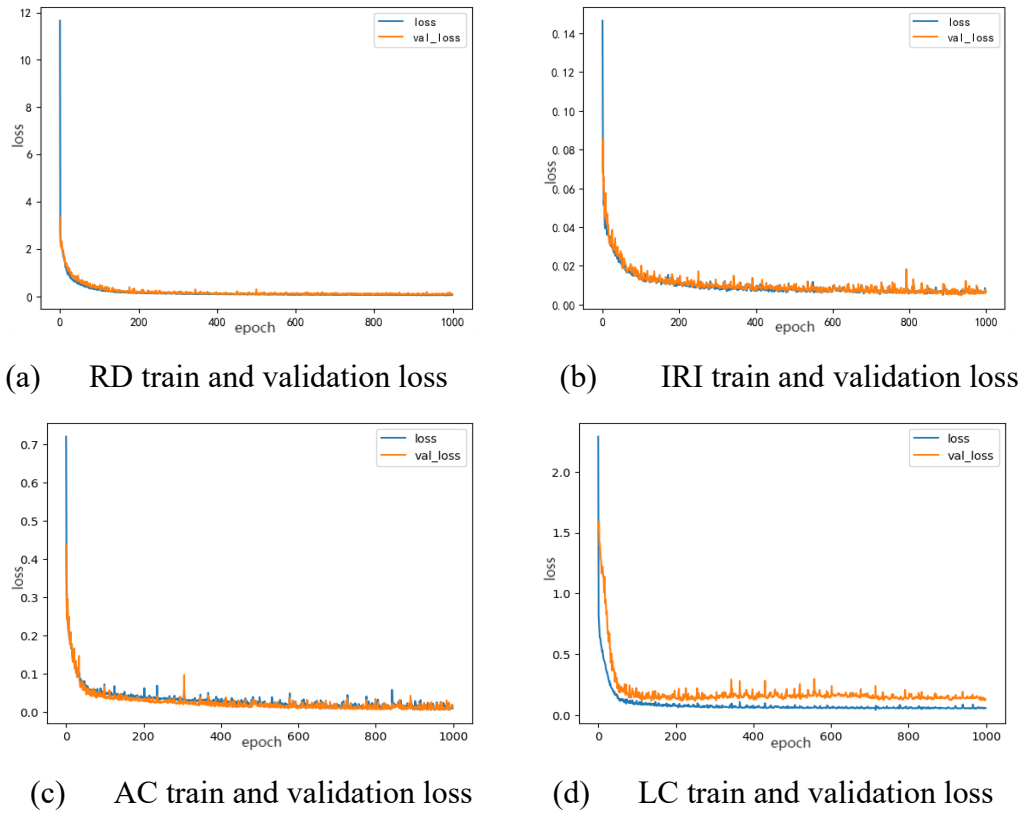 12
10
8
6
4
2
0
loss
0
200
400
600
800
1000
epoch
loss
val_loss
(a) RD train and validation loss
0.14
0.12
0.10
0.08
0.06
0.04
0.02
0.00
loss
0
200
400
600
800
1000
epoch
loss
val_loss
(b) IRI train and validation loss
0.7
0.6
0.5
0.4
0.3
0.2
0.1
0.0
loss
0
200
400
600
800
1000
epoch
loss
val_loss
(c) AC train and validation loss
2.0
1.5
1.0
0.5
0.0
loss
0
200
400
600
800
1000
epoch
loss
val_loss
(d) LC train and validation loss